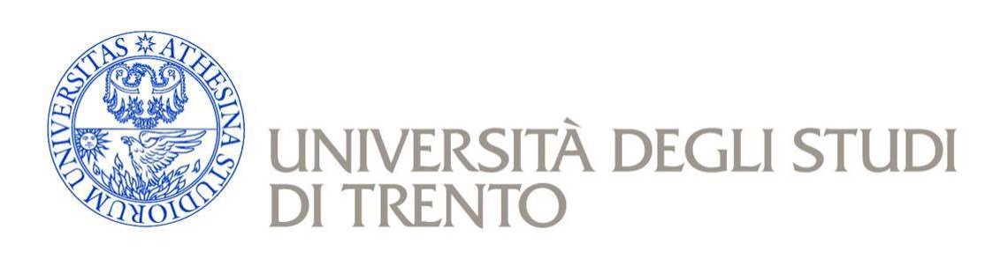 UNIVERSITAS * ATHESINA STUDIORUM
UNIVERSITÀ DEGLI STUDI
DI TRENTO